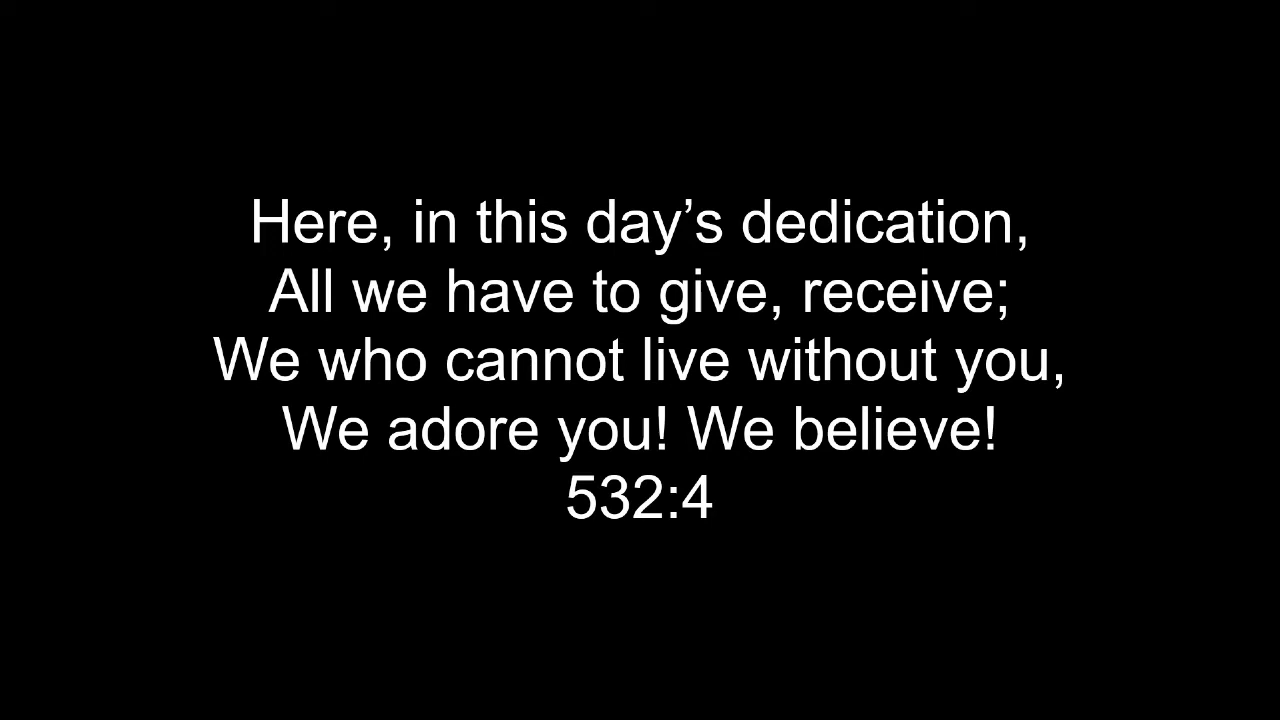 Here, in this day’s dedication,
All we have to give, receive;
We who cannot live without you,
We adore you! We believe!
532:4